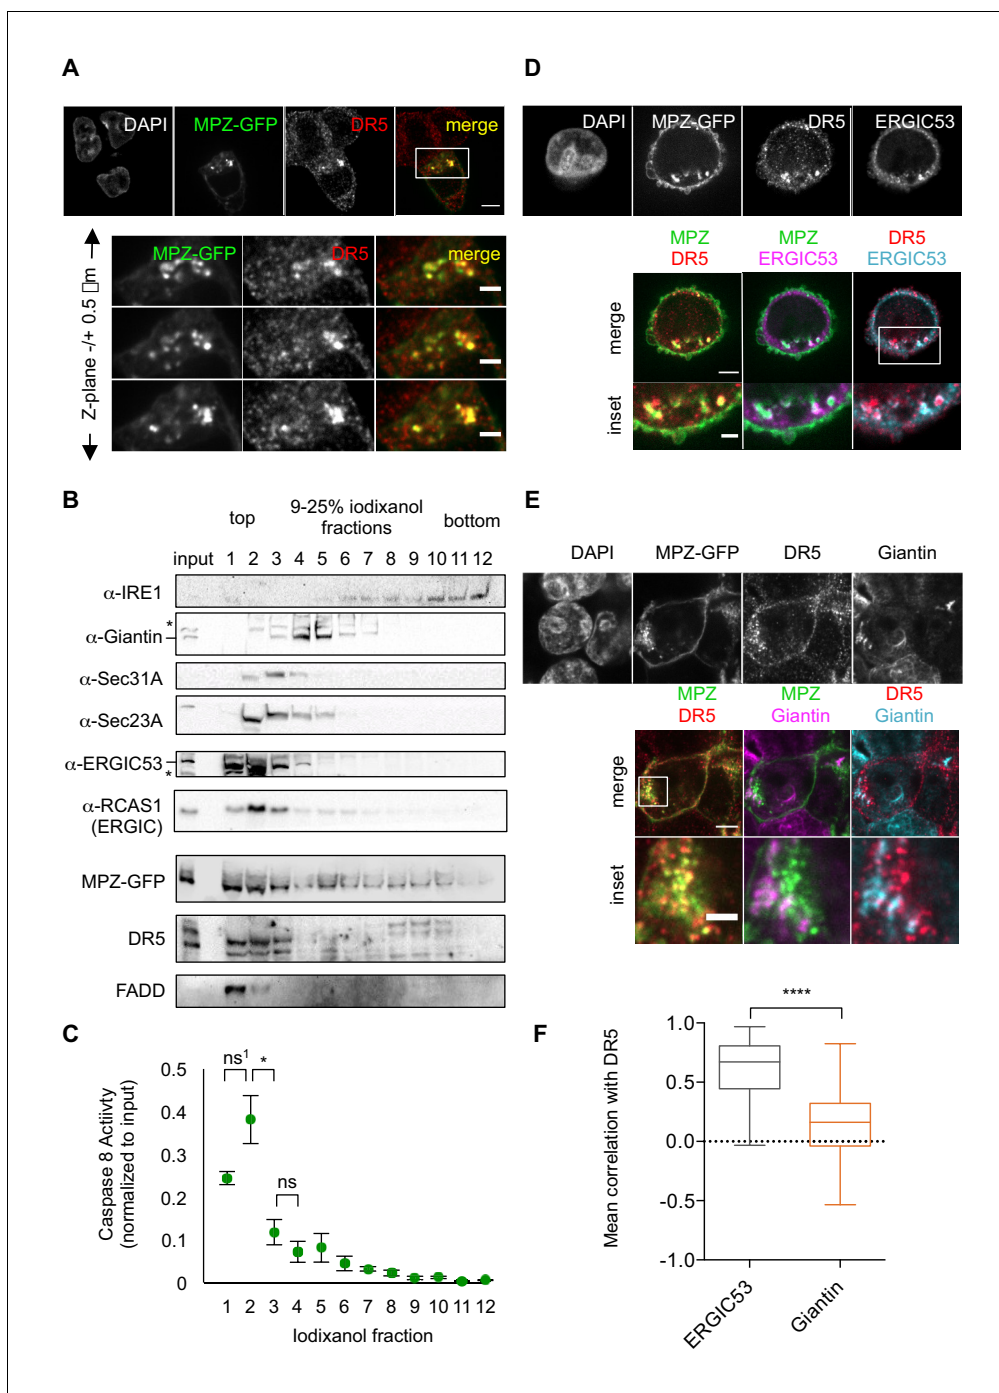 A
DAPI
MPZ-GFP
DR5
merge
Z-plane -/+ 0.5 □m
MPZ-GFP
DR5
merge
B
9-25% iodixanol
fractions
top
bottom
input 1 2 3 4 5 6 7 8 9 10 11 12
α-IRE1
*
α-Giantin
α-Sec31A
α-Sec23A
α-ERGIC53
*
α-RCAS1
(ERGIC)
MPZ-GFP
DR5
FADD
C
Caspase 8 Actiivty
(normalized to input)
0.5
0.4
0.3
0.2
0.1
0
ns1
*
ns
1 2 3 4 5 6 7 8 9 10 11 12
Iodixanol fraction
D
DAPI
MPZ-GFP
DR5
ERGIC53
MPZ
DR5
MPZ
ERGIC53
DR5
ERGIC53
merge
inset
E
DAPI
MPZ-GFP
DR5
Giantin
MPZ
DR5
MPZ
Giantin
DR5
Giantin
merge
inset
F
Mean correlation with DR5
****
1.0
0.5
0.0
-0.5
-1.0
ERGIC53
Giantin